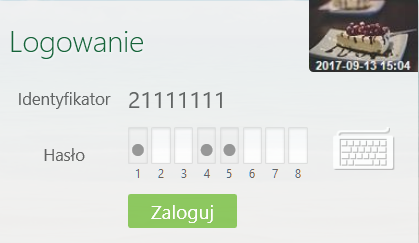 Logowanie
2017-09-13 15:04
Identyfikator 21111111
Hasło
1 2 3 4 5 6 7 8
Zaloguj